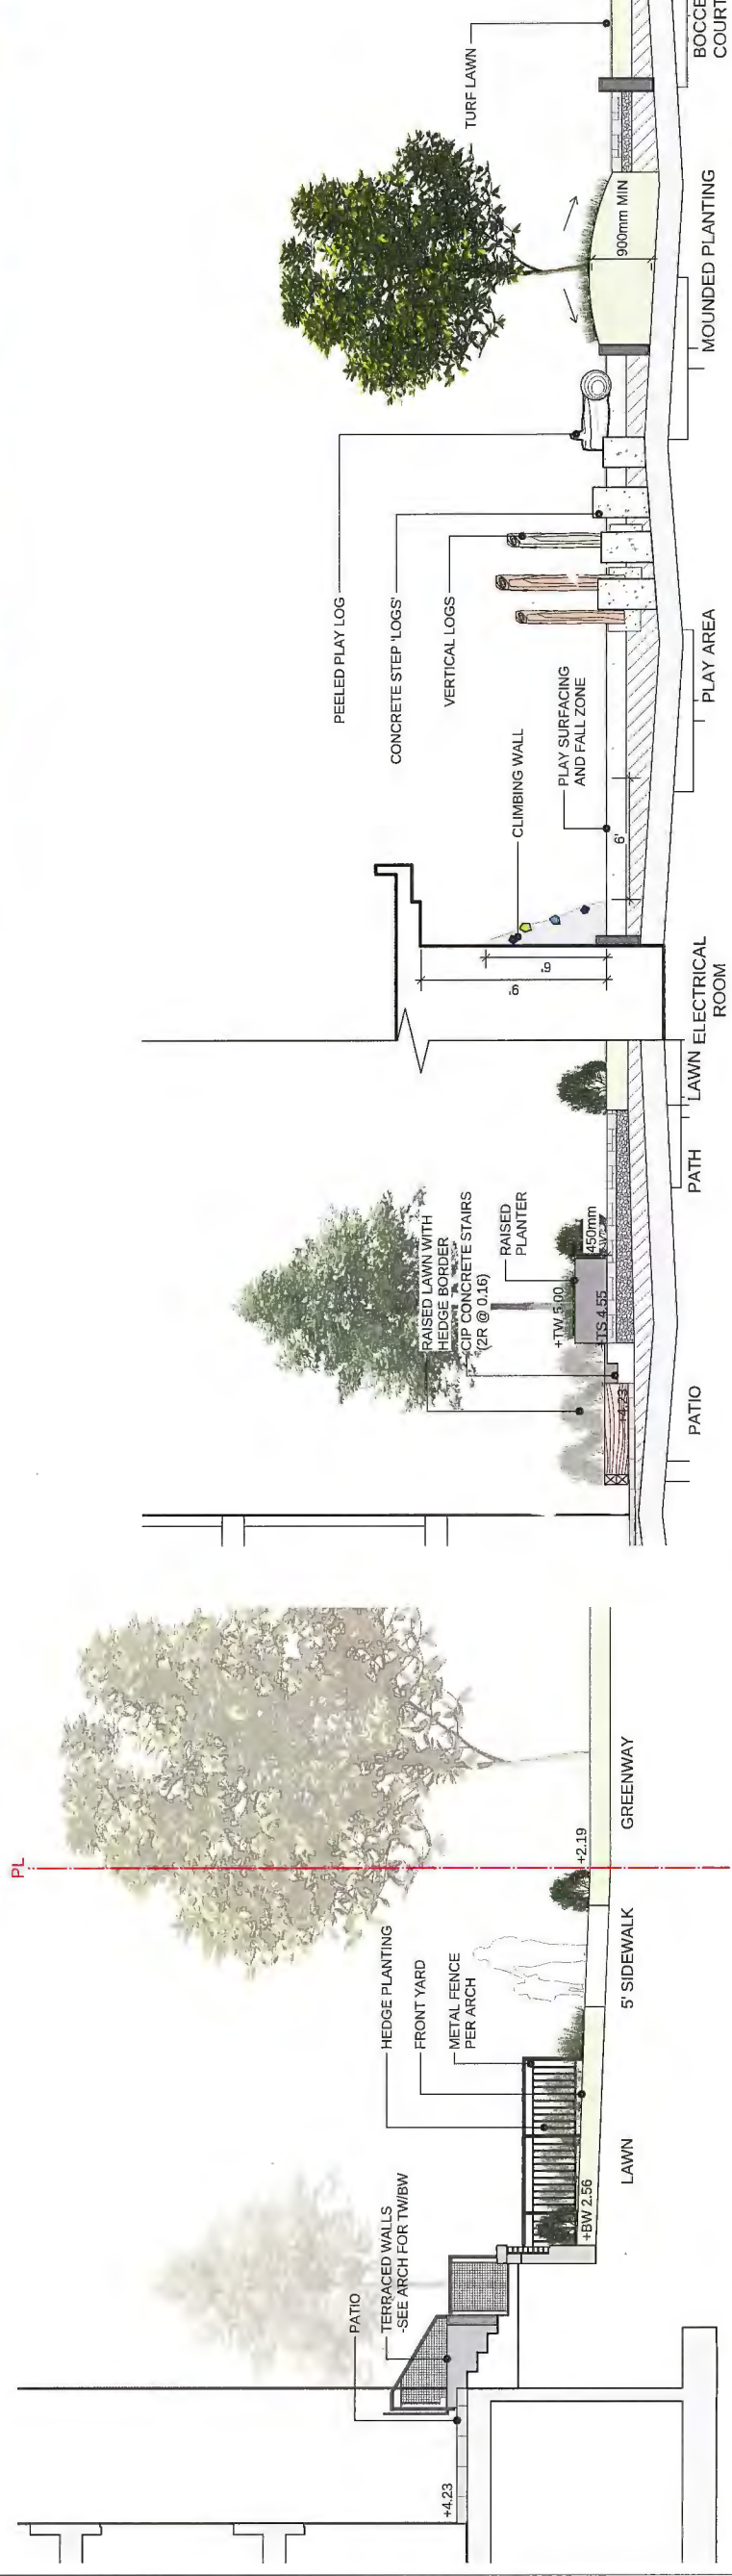 TURF LAWN
BOCCE
COURT
900mm MIN
MOUNDED PLANTING
PEELED PLAY LOG
CONCRETE STEP 'LOGS'
VERTICAL LOGS
PLAY SURFACING
AND FALL ZONE
CLIMBING WALL
PLAY AREA
6'
6'
9'
ELECTRICAL
ROOM
LAWN
PATH
RAISED LAWN WITH
HEDGE BORDER
CIP CONCRETE STAIRS
(2R @ 0.16)
RAISED
PLANTER
450mm
+TW 5.00
+TS 4.55
+4.23
PATIO
PL
GREENWAY
+2.19
5' SIDEWALK
HEDGE PLANTING
FRONT YARD
METAL FENCE
PER ARCH
LAWN
+BW 2.56
TERRACED WALLS
-SEE ARCH FOR TW/BW
PATIO
+4.23